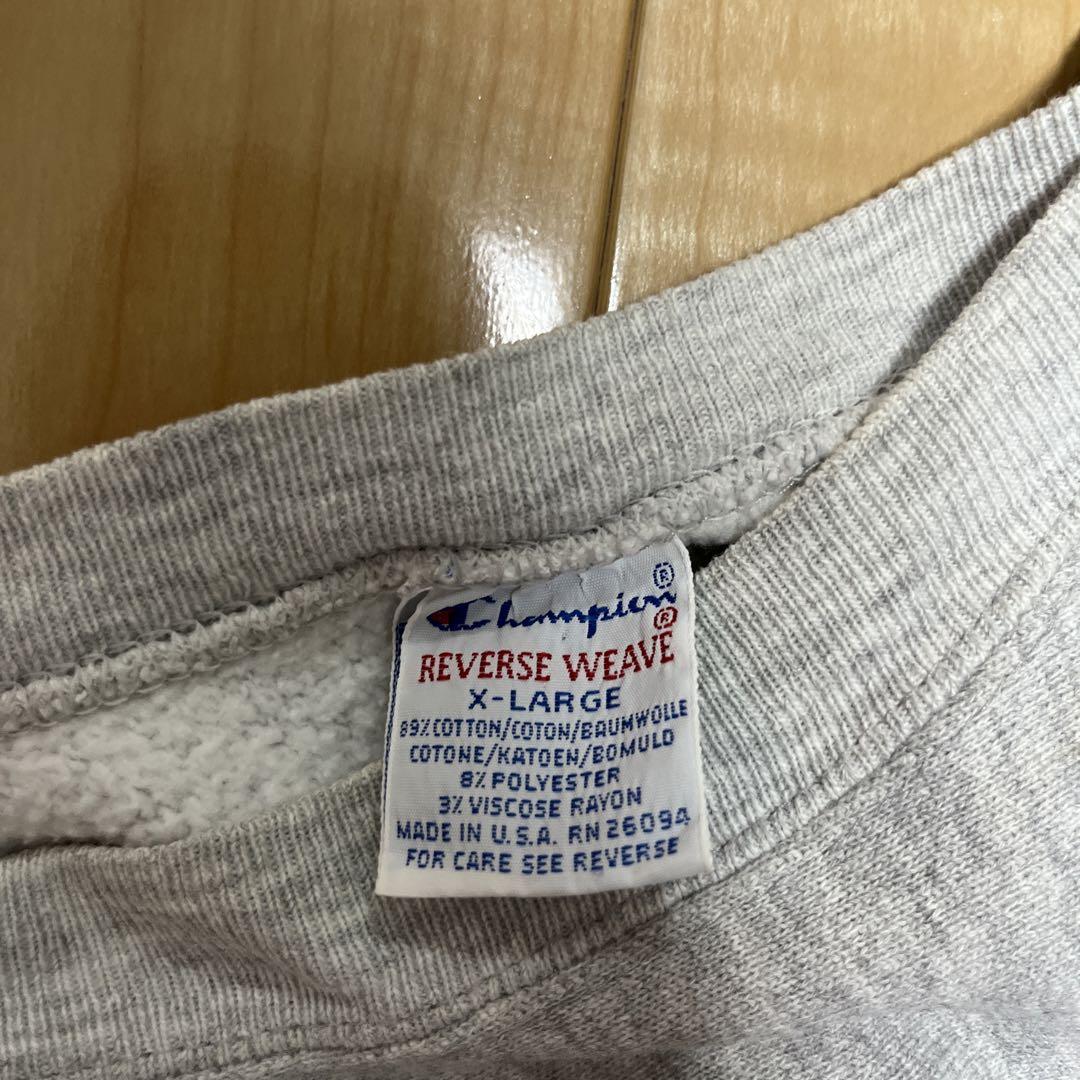 Champion®
REVERSE WEAVE®
X-LARGE
89% COTTON/COTON/BAUMWOLLE
COTONE/KATOEN/BOMULD
8% POLYESTER
3% VISCOSE RAYON
MADE IN U.S.A. RN 26094
FOR CARE SEE REVERSE